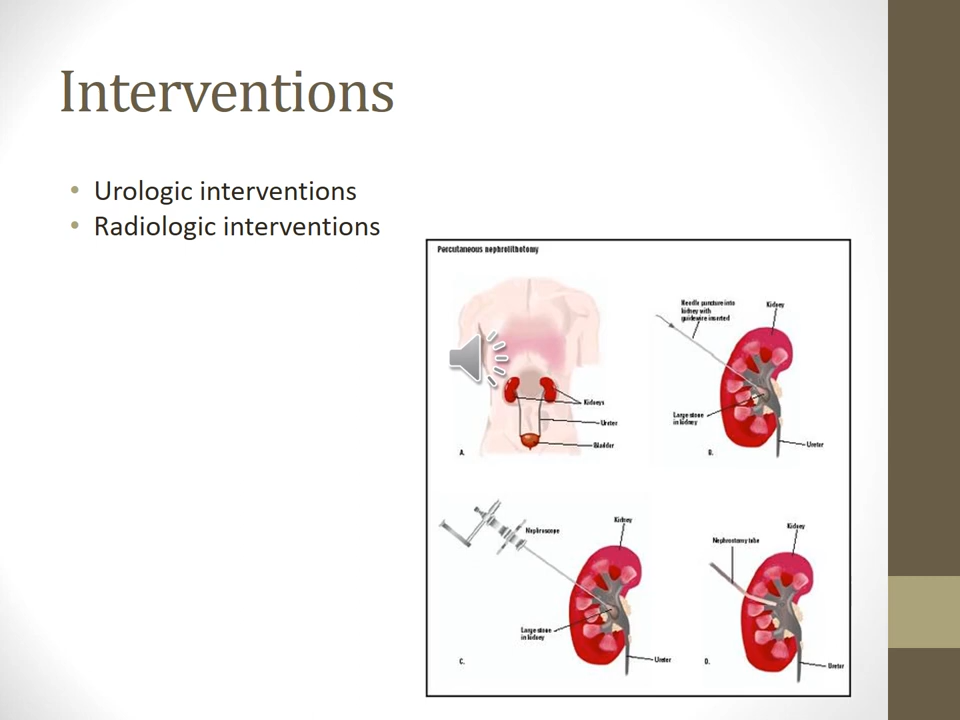 Interventions
• Urologic interventions
• Radiologic interventions
Percutaneous nephrolithotomy
Kidneys
Ureter
Bladder
A.
Needle puncture into
kidney with
guidewire inserted
Kidney
Large stone
in kidney
Ureter
B.
Nephroscope
Kidney
Large stone
in kidney
Ureter
C.
Nephrostomy tube
Kidney
Ureter
D.